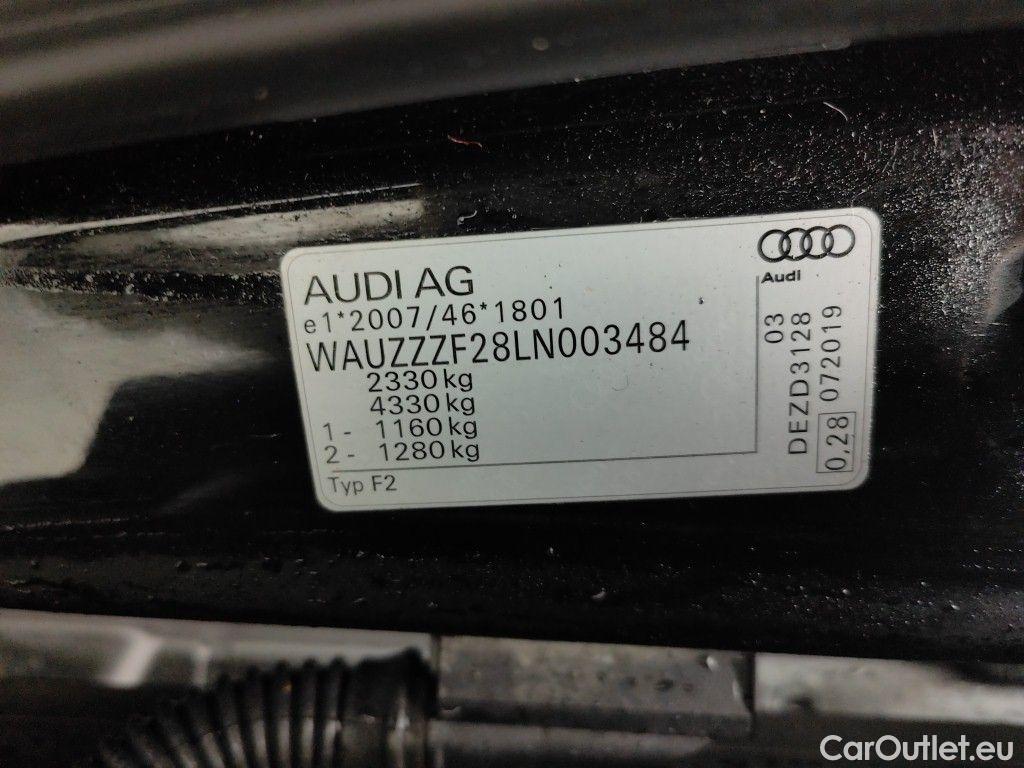 AUDI AG
e1*2007/46*1801
WAUZZZF28LN003484
2330 kg
4330 kg
1 - 1160 kg
2 - 1280 kg
Typ F2
Audi
03
DEZD3128
0,28 072019
CarOutlet.eu